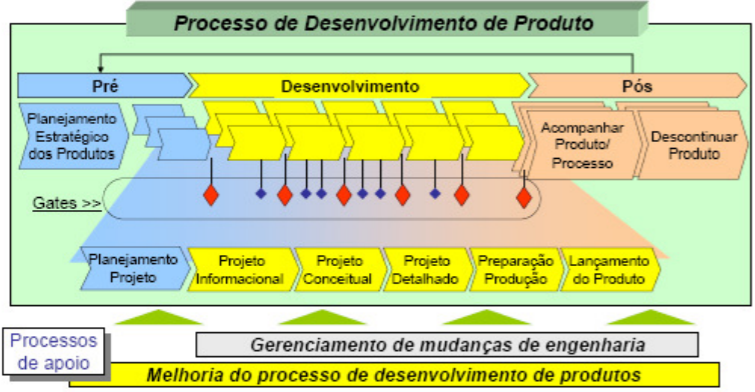 Processo de Desenvolvimento de Produto
Pré
Desenvolvimento
Pós
Planejamento
Estratégico
dos Produtos
Acompanhar
Produto/
Processo
Descontinuar
Produto
Gates >>
Planejamento
Projeto
Projeto
Informacional
Projeto
Conceitual
Projeto
Detalhado
Preparação
Produção
Lançamento
do Produto
Processos
de apoio
Gerenciamento de mudanças de engenharia
Melhoria do processo de desenvolvimento de produtos